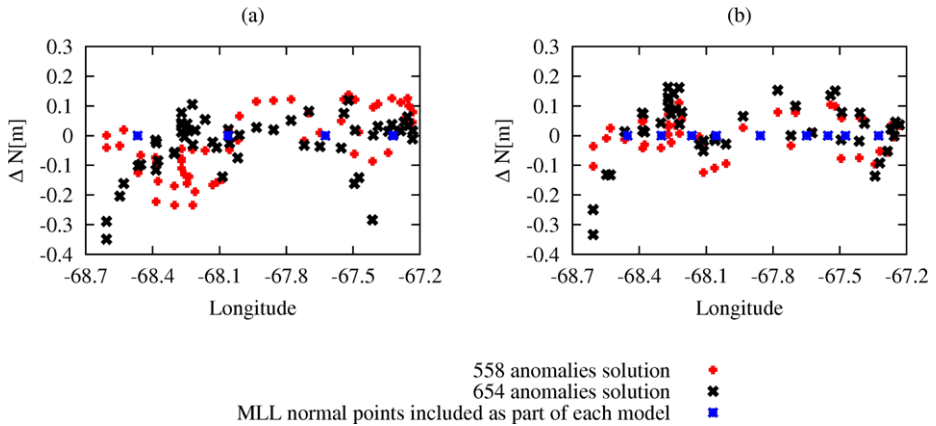 (a)
(b)
0.3
0.2
0.1
0
-0.1
-0.2
-0.3
-0.4
Δ N[m]
-68.7 -68.4 -68.1 -67.8 -67.5 -67.2
Longitude
0.3
0.2
0.1
0
-0.1
-0.2
-0.3
-0.4
Δ N[m]
-68.7 -68.4 -68.1 -67.8 -67.5 -67.2
Longitude
558 anomalies solution
654 anomalies solution
MLL normal points included as part of each model